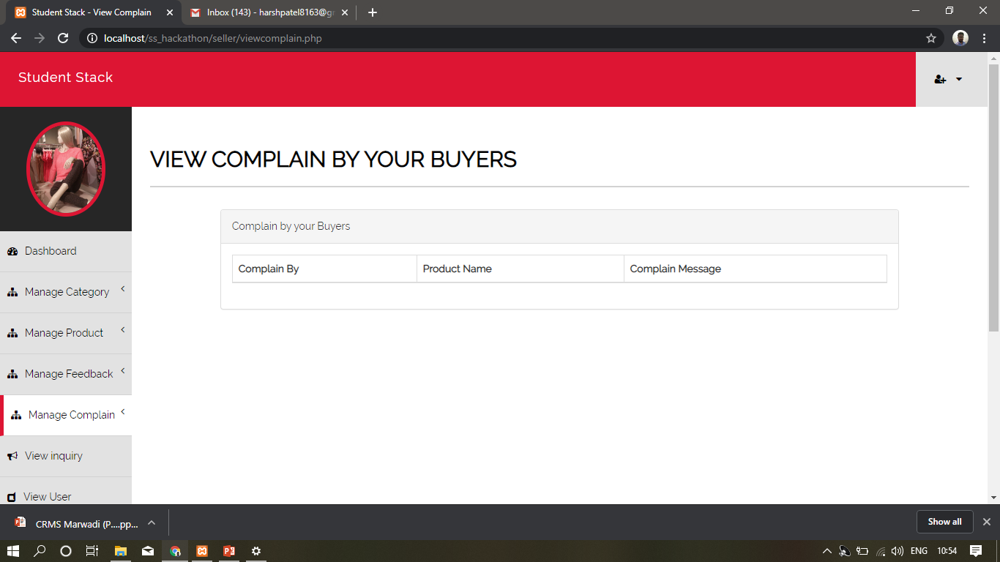 Student Stack - View Complain
Inbox (143) - harshpatel8163@gr
localhost/ss_hackathon/seller/viewcomplain.php
Student Stack
VIEW COMPLAIN BY YOUR BUYERS
Complain by your Buyers
Complain By Product Name Complain Message
Dashboard
Manage Category
Manage Product
Manage Feedback
Manage Complain
View inquiry
View User
CRMS Marwadi (P....pp...
Show all
ENG 10:54